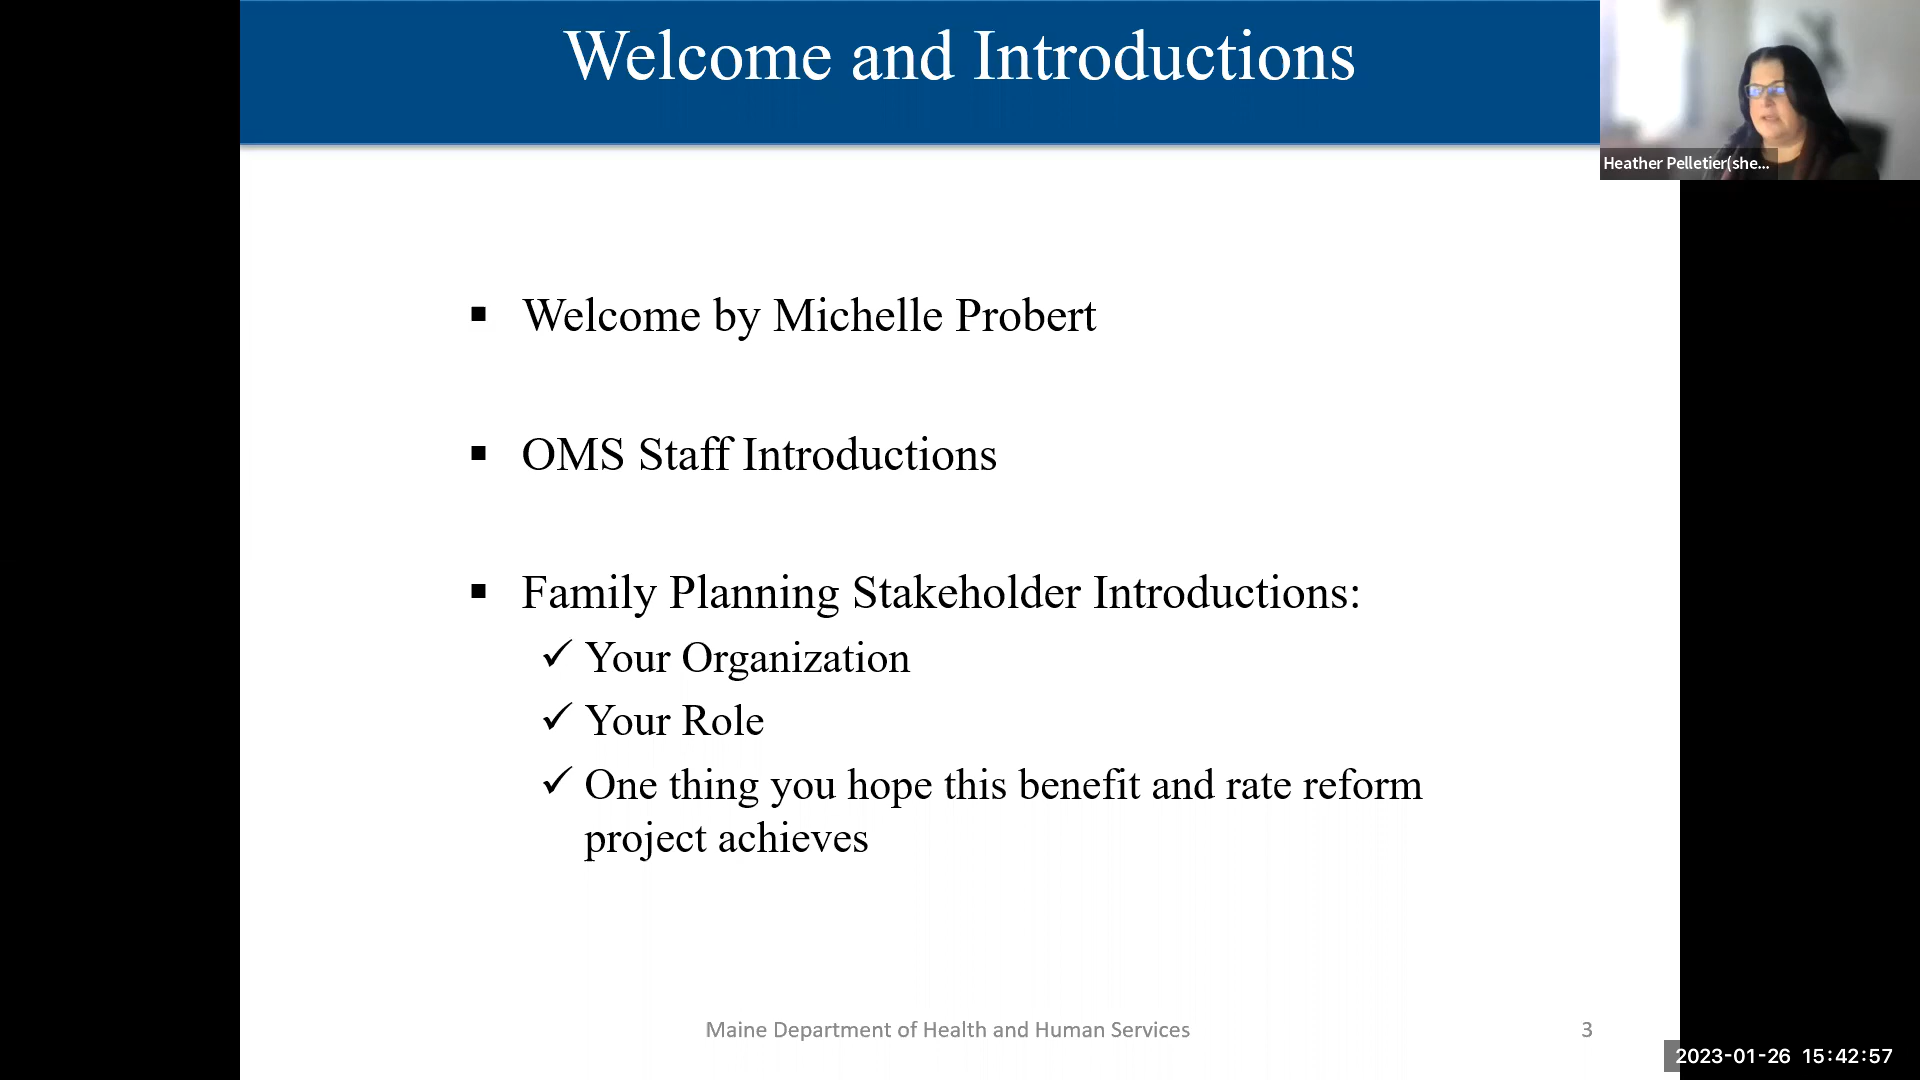 Welcome and Introductions
Heather Pelletier(she...
▪ Welcome by Michelle Probert
▪ OMS Staff Introductions
▪ Family Planning Stakeholder Introductions:
✓ Your Organization
✓ Your Role
✓ One thing you hope this benefit and rate reform
project achieves
Maine Department of Health and Human Services
3
2023-01-26 15:42:57